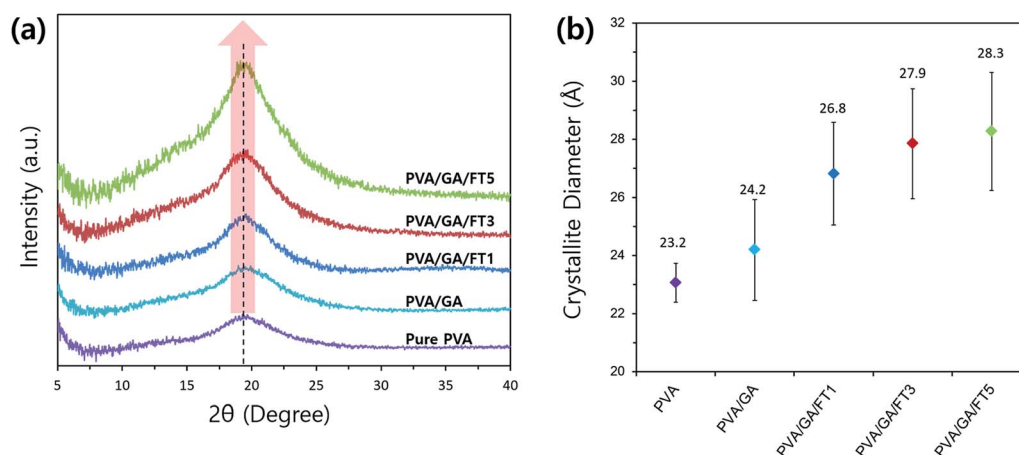 (a)
Intensity (a.u.)
PVA/GA/FT5
PVA/GA/FT3
PVA/GA/FT1
PVA/GA
Pure PVA
5 10 15 20 25 30 35 40
2θ (Degree)
(b)
Crystallite Diameter (Å)
32
30
28
26
24
22
20
23.2
24.2
26.8
27.9
28.3
PVA
PVA/GA
PVA/GA/FT1
PVA/GA/FT3
PVA/GA/FT5